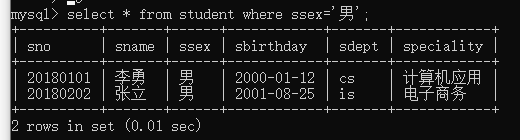 mysql> select * from student where ssex='男';
+----------+--------+------+------------+-------+------------+
| sno | sname | ssex | sbirthday | sdept | speciality |
+----------+--------+------+------------+-------+------------+
| 20180101 | 李勇 | 男 | 2000-01-12 | cs | 计算机应用 |
| 20180202 | 张立 | 男 | 2001-08-25 | is | 电子商务 |
+----------+--------+------+------------+-------+------------+
2 rows in set (0.01 sec)